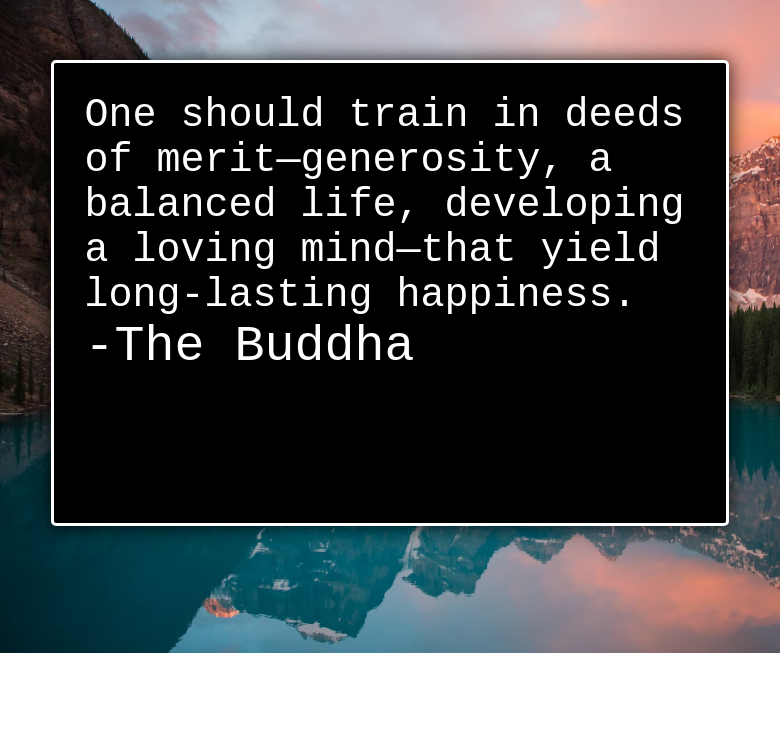 One should train in deeds
of merit—generosity, a
balanced life, developing
a loving mind—that yield
long-lasting happiness.
-The Buddha